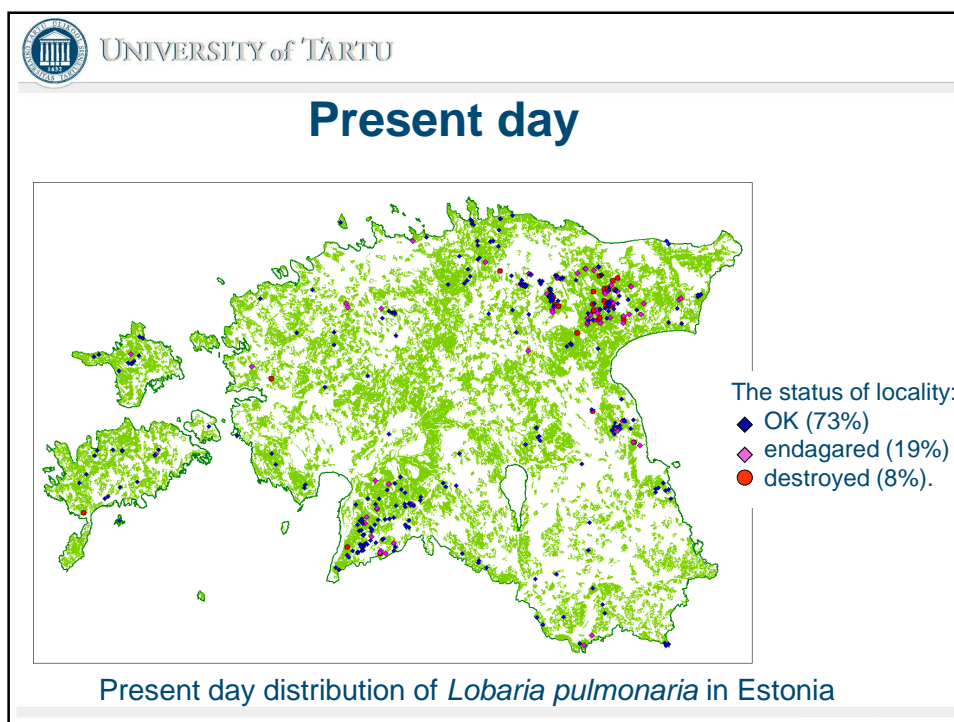 UNIVERSITY of TARTU
1632
Present day
The status of locality:
OK (73%)
endagared (19%)
destroyed (8%).
Present day distribution of Lobaria pulmonaria in Estonia